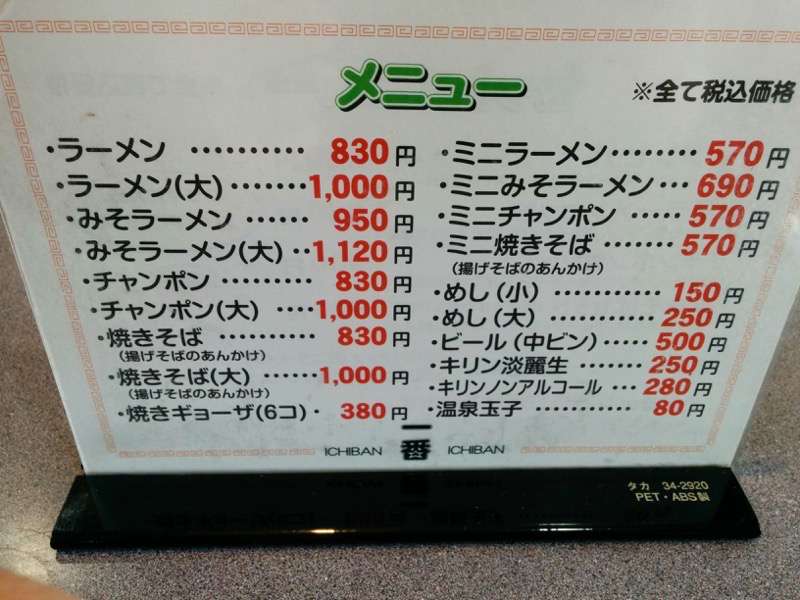 メニュー
※全て税込価格
・ラーメン ・・・・・・・・・・・ 830円
・ラーメン(大) ・・・・・・・1,000円
・みそラーメン ・・・・・・ 950円
・みそラーメン(大) ・・1,120円
・チャンポン ・・・・・・・・ 830円
・チャンポン(大) ・・・・1,000円
・焼きそば ・・・・・・・・・ 830円
(揚げそばのあんかけ)
・焼きそば(大) ・・・・・・1,000円
(揚げそばのあんかけ)
・焼きギョーザ(6コ)・ 380円
・ミニラーメン・・・・・・・・ 570円
・ミニみそラーメン・・・ 690円
・ミニチャンポン ・・・・・ 570円
・ミニ焼きそば ・・・・・・・ 570円
(揚げそばのあんかけ)
・めし(小) ・・・・・・・・・・・ 150円
・めし(大) ・・・・・・・・・・・ 250円
・ビール(中ビン)・・・・・ 500円
・キリン淡麗生 ・・・・・・・ 250円
・キリンノンアルコール ・・・ 280円
・温泉玉子 ・・・・・・・・・・・ 80円
ICHIBAN 一番 ICHIBAN
タカ 34-2920
PET・ABS製